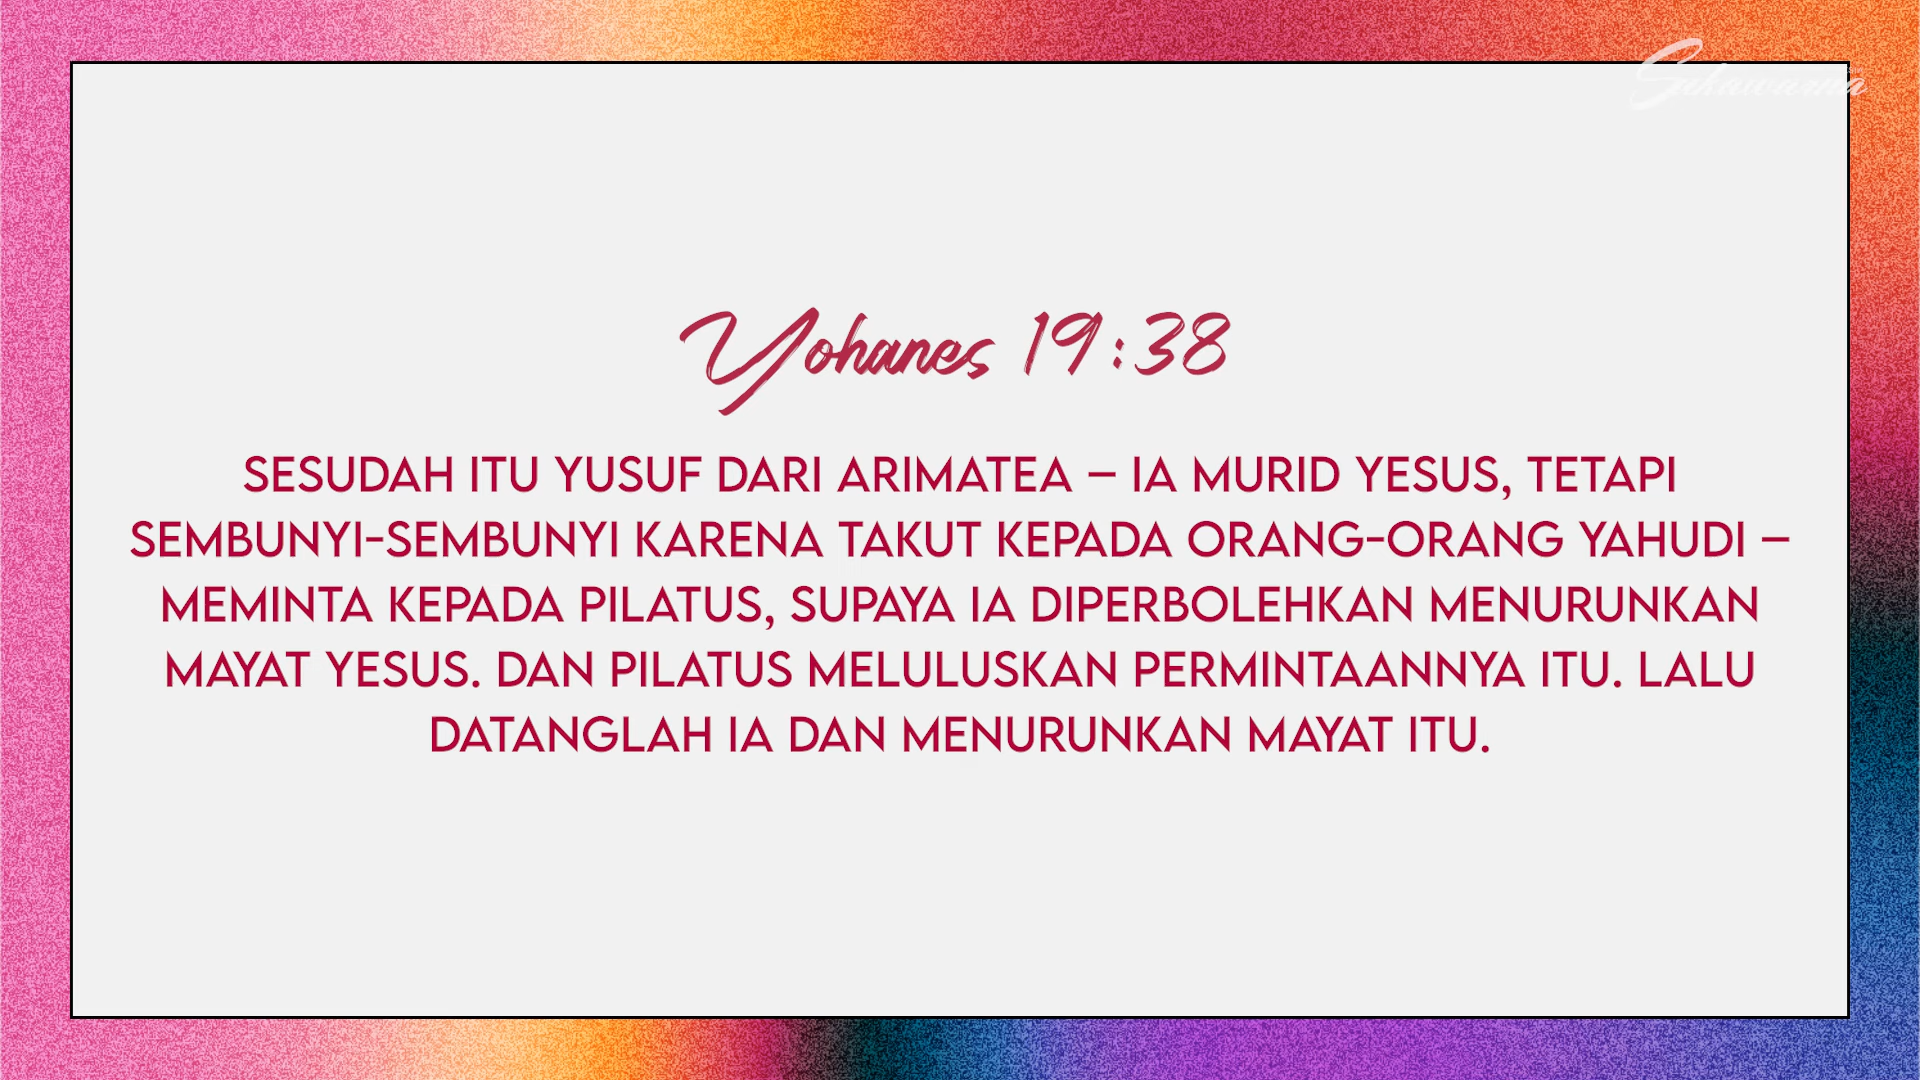 Sukawarna
Yohanes 19:38
SESUDAH ITU YUSUF DARI ARIMATEA – IA MURID YESUS, TETAPI
SEMBUNYI-SEMBUNYI KARENA TAKUT KEPADA ORANG-ORANG YAHUDI –
MEMINTA KEPADA PILATUS, SUPAYA IA DIPERBOLEHKAN MENURUNKAN
MAYAT YESUS. DAN PILATUS MELULUSKAN PERMINTAANNYA ITU. LALU
DATANGLAH IA DAN MENURUNKAN MAYAT ITU.